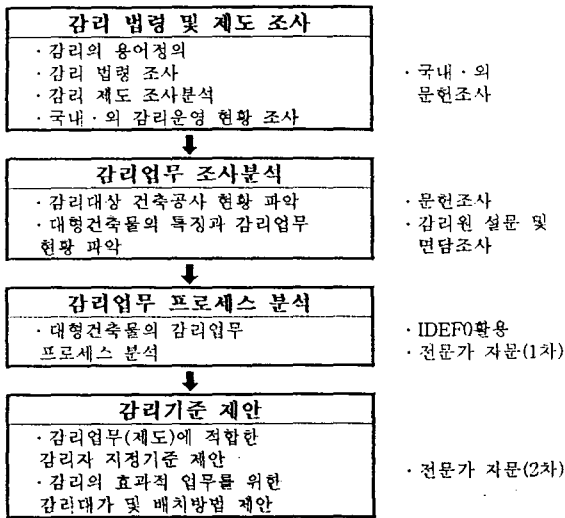 감리 법령 및 제도 조사
· 감리의 용어정의
· 감리 법령 조사
· 감리 제도 조사분석
· 국내 · 외 감리운영 현황 조사
· 국내 · 외
문헌조사
감리업무 조사분석
· 감리대상 건축공사 현황 파악
· 대형건축물의 특징과 감리업무
현황 파악
· 문헌조사
· 감리원 설문 및
면담조사
감리업무 프로세스 분석
· 대형건축물의 감리업무
프로세스 분석
· IDEF0활용
· 전문가 자문(1차)
감리기준 제안
· 감리업무(제도)에 적합한
감리자 지정기준 제안
· 감리의 효과적 업무를 위한
감리대가 및 배치방법 제안
· 전문가 자문(2차)